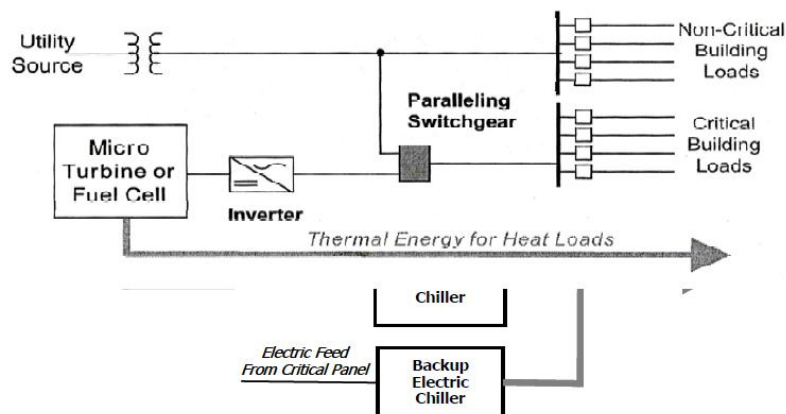 Utility
Source
Non-Critical
Building
Loads
Paralleling
Switchgear
Critical
Building
Loads
Micro
Turbine or
Fuel Cell
Inverter
Thermal Energy for Heat Loads
Chiller
Electric Feed
From Critical Panel
Backup
Electric
Chiller